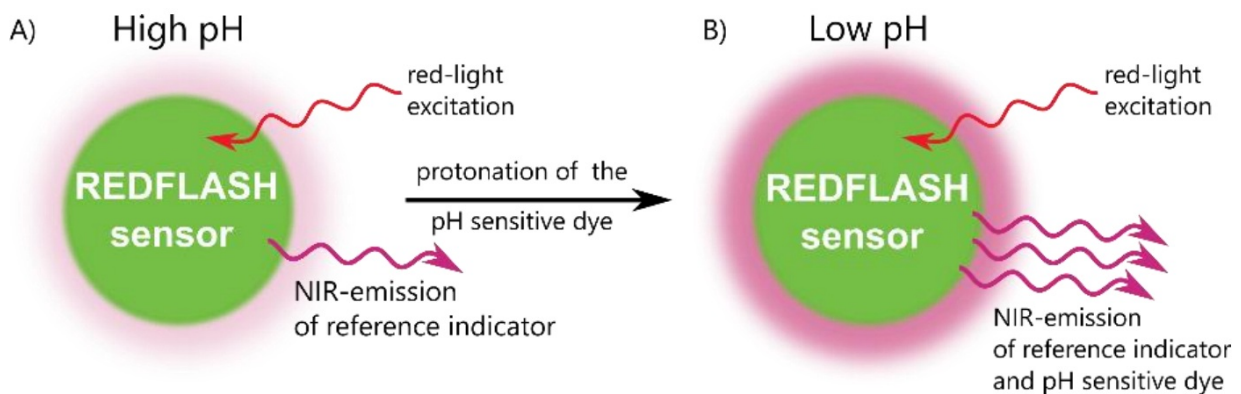 A)
High pH
red-light
excitation
REDFLASH
sensor
NIR-emission
of reference indicator
protonation of the
pH sensitive dye
B)
Low pH
red-light
excitation
REDFLASH
sensor
NIR-emission
of reference indicator
and pH sensitive dye